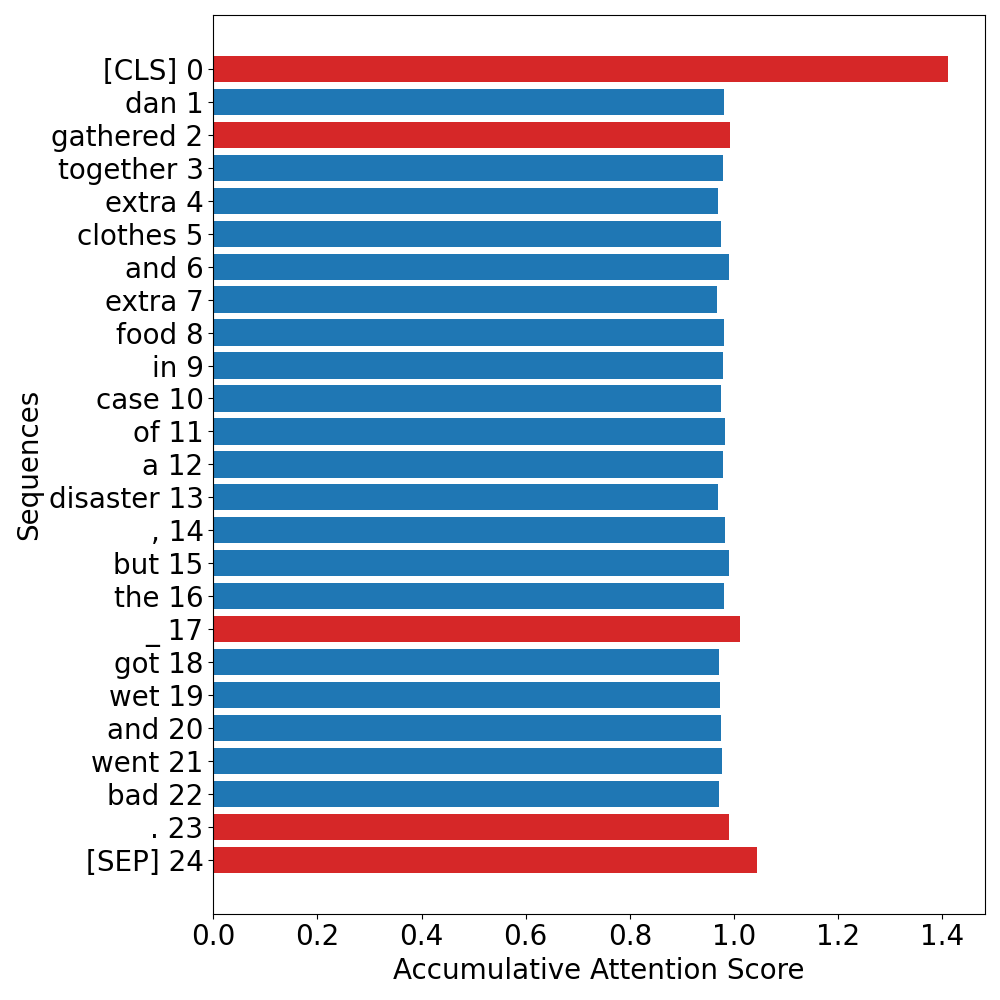 [CLS] 0
dan 1
gathered 2
together 3
extra 4
clothes 5
and 6
extra 7
food 8
in 9
case 10
of 11
a 12
disaster 13
, 14
but 15
the 16
_ 17
got 18
wet 19
and 20
went 21
bad 22
. 23
[SEP] 24
Sequences
0.0 0.2 0.4 0.6 0.8 1.0 1.2 1.4
Accumulative Attention Score